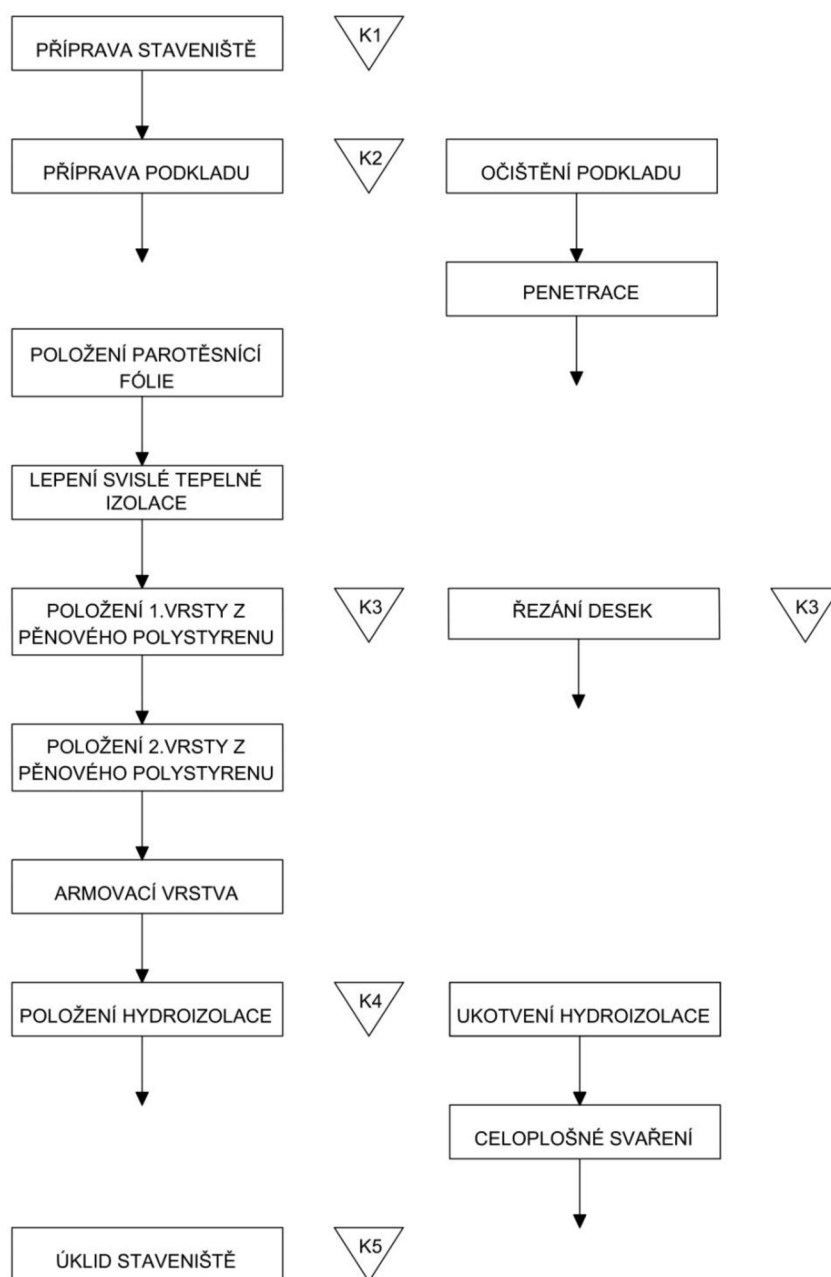 PŘÍPRAVA STAVENIŠTĚ
K1
PŘÍPRAVA PODKLADU
K2
OČIŠTĚNÍ PODKLADU
PENETRACE
POLOŽENÍ PAROTĚSNÍCÍ
FÓLIE
LEPENÍ SVISLÉ TEPELNÉ
IZOLACE
POLOŽENÍ 1.VRSTY Z
PĚNOVÉHO POLYSTYRENU
K3
ŘEZÁNÍ DESEK
K3
POLOŽENÍ 2.VRSTY Z
PĚNOVÉHO POLYSTYRENU
ARMOVACÍ VRSTVA
POLOŽENÍ HYDROIZOLACE
K4
UKOTVENÍ HYDROIZOLACE
CELOPLOŠNÉ SVAŘENÍ
ÚKLID STAVENIŠTĚ
K5